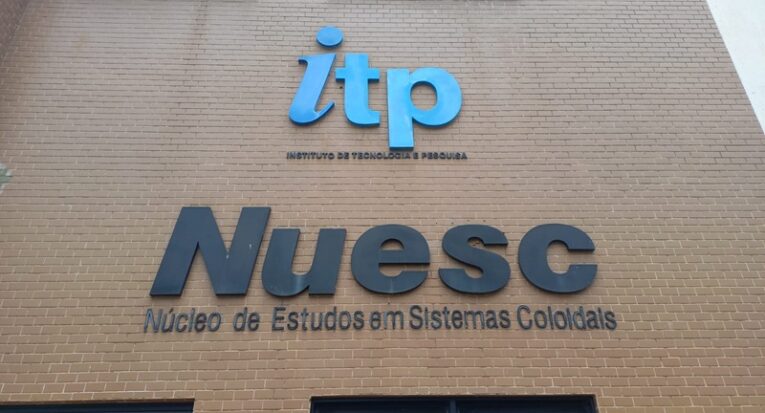 itp
INSTITUTO DE TECNOLOGIA E PESQUISA
Nuesc
Núcleo de Estudos em Sistemas Coloidais